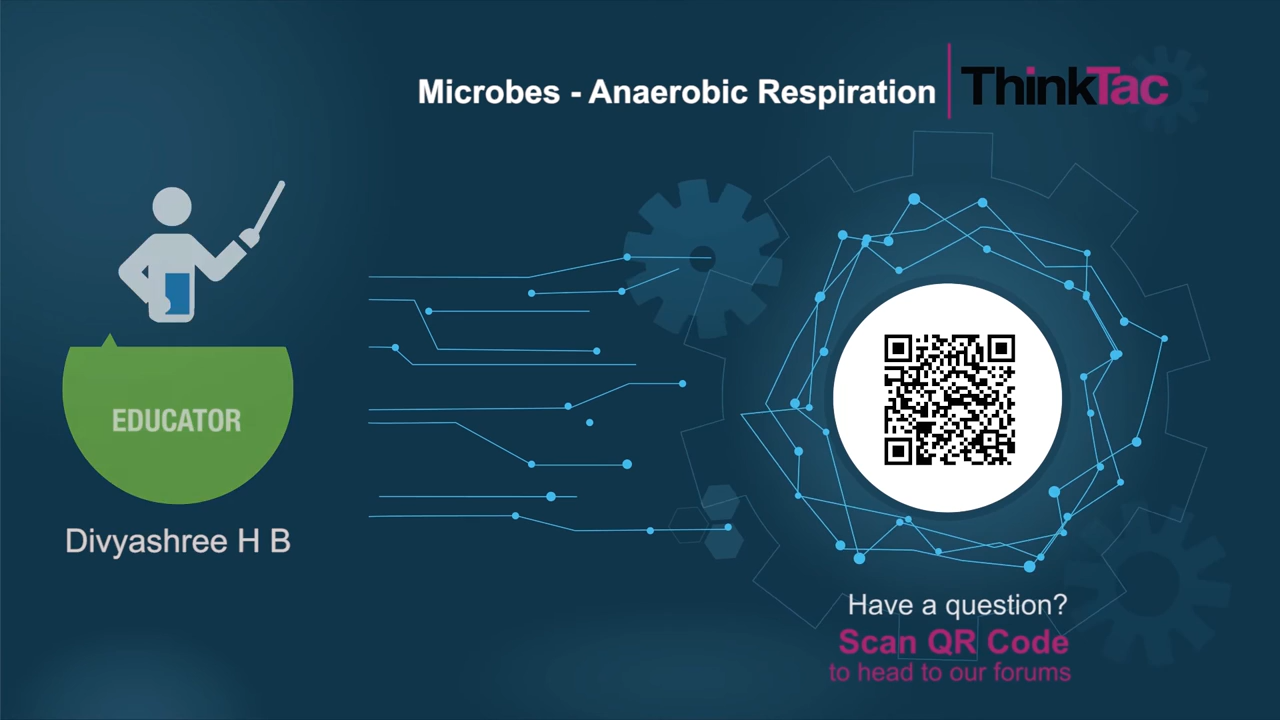 Microbes - Anaerobic Respiration
ThinkTac
EDUCATOR
Divyashree H B
Have a question?
Scan QR Code
to head to our forums